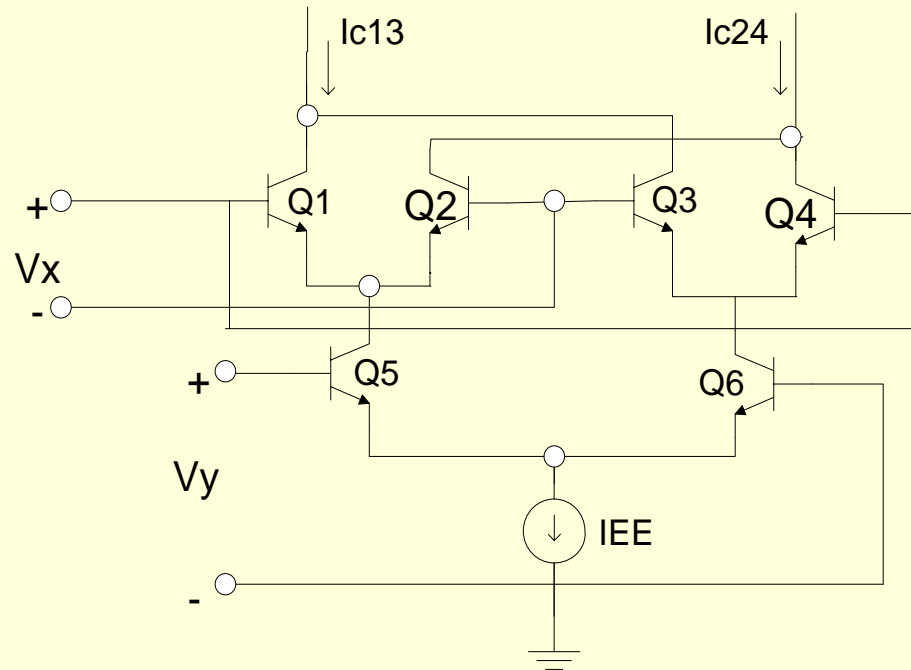 Ic13
Ic24
Q1
Q2
Q3
Q4
+
Vx
-
+
Q5
Q6
Vy
IEE
-